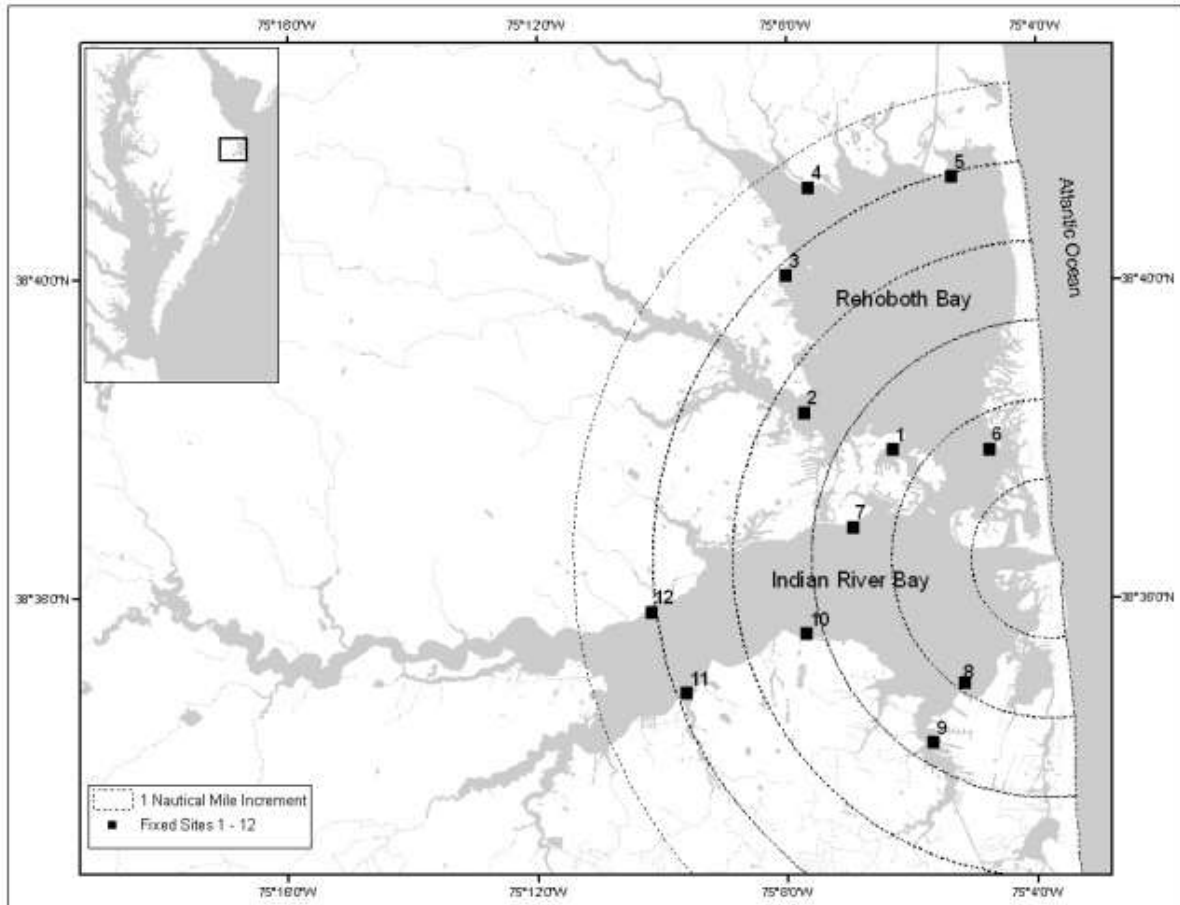 75°16'0"W 75°12'0"W 75°8'0"W 75°4'0"W
4
5
Atlantic Ocean
38°40'0"N
3
38°40'0"N
Rehoboth Bay
2
1
6
7
Indian River Bay
38°36'0"N
12
38°36'0"N
10
11
8
9
1 Nautical Mile Increment
Fixed Sites 1 - 12
75°16'0"W 75°12'0"W 75°8'0"W 75°4'0"W